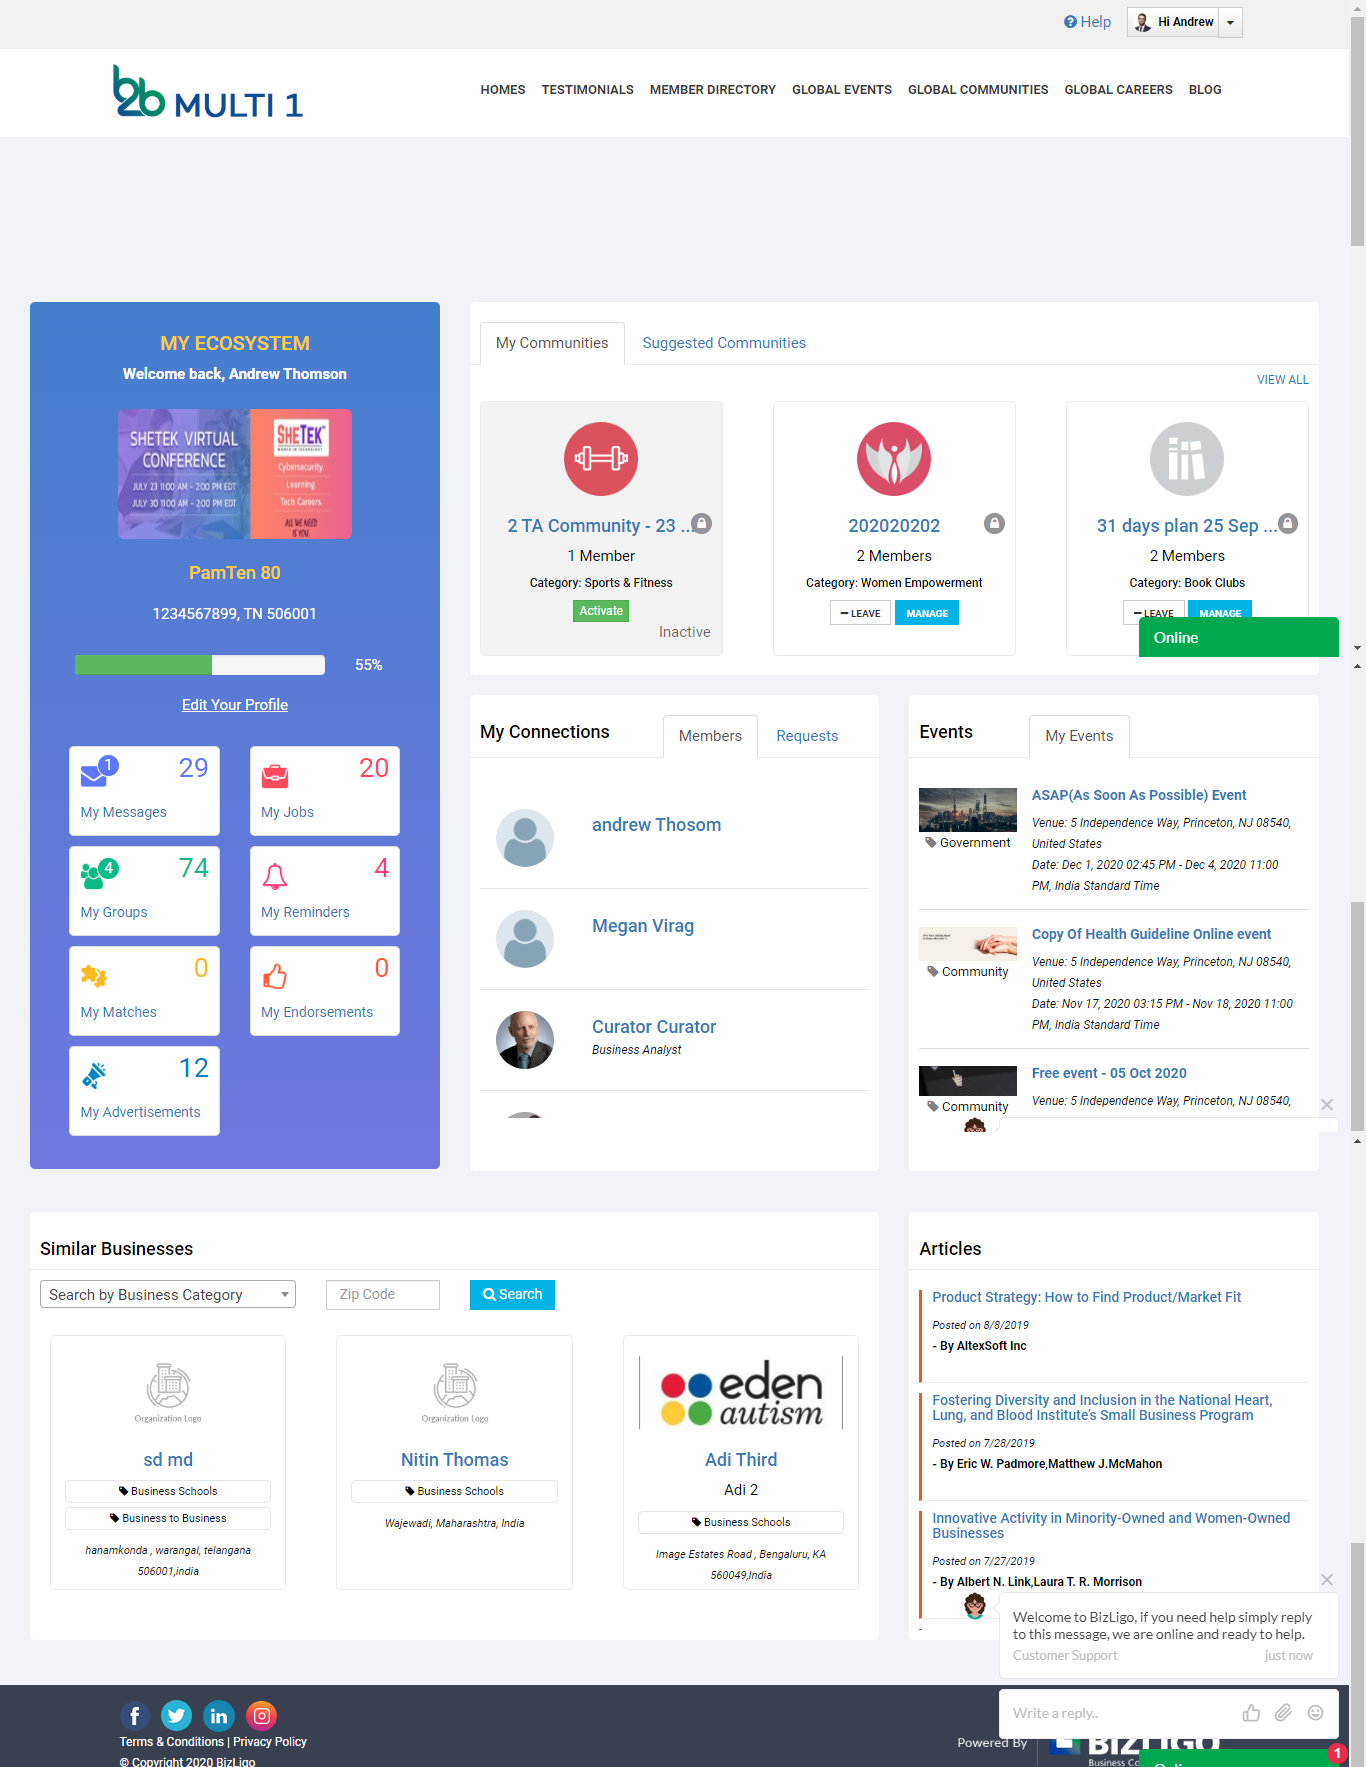 Help
Hi Andrew
b2b MULTI 1
HOMES TESTIMONIALS MEMBER DIRECTORY GLOBAL EVENTS GLOBAL COMMUNITIES GLOBAL CAREERS BLOG
MY ECOSYSTEM
Welcome back, Andrew Thomson
SHETEK VIRTUAL
CONFERENCE
JULY 23 11:00 AM - 2:00 PM EDT
JULY 30 11:00 AM - 2:00 PM EDT
SHETEK
WOMEN IN TECHNOLOGY
Cybersecurity
Learning
Tech Careers
ALL WE NEED
IS YOU!
PamTen 80
1234567899, TN 506001
55%
Edit Your Profile
1
29
My Messages
20
My Jobs
4
74
My Groups
4
My Reminders
0
My Matches
0
My Endorsements
12
My Advertisements
My Communities
Suggested Communities
VIEW ALL
2 TA Community - 23 ...
1 Member
Category: Sports & Fitness
Activate
Inactive
202020202
2 Members
Category: Women Empowerment
LEAVE
MANAGE
31 days plan 25 Sep ...
2 Members
Category: Book Clubs
LEAVE
MANAGE
Online
My Connections
Members
Requests
andrew Thosom
Megan Virag
Curator Curator
Business Analyst
Events
My Events
Government
ASAP(As Soon As Possible) Event
Venue: 5 Independence Way, Princeton, NJ 08540,
United States
Date: Dec 1, 2020 02:45 PM - Dec 4, 2020 11:00
PM, India Standard Time
Community
Copy Of Health Guideline Online event
Venue: 5 Independence Way, Princeton, NJ 08540,
United States
Date: Nov 17, 2020 03:15 PM - Nov 18, 2020 11:00
PM, India Standard Time
Community
Free event - 05 Oct 2020
Venue: 5 Independence Way, Princeton, NJ 08540,
Similar Businesses
Search by Business Category
Zip Code
Search
Organization Logo
sd md
Business Schools
Business to Business
hanamkonda , warangal, telangana
506001,india
Organization Logo
Nitin Thomas
Business Schools
Wajewadi, Maharashtra, India
eden
autism
Adi Third
Adi 2
Business Schools
Image Estates Road , Bengaluru, KA
560049,India
Articles
Product Strategy: How to Find Product/Market Fit
Posted on 8/8/2019
- By AltexSoft Inc
Fostering Diversity and Inclusion in the National Heart,
Lung, and Blood Institute's Small Business Program
Posted on 7/28/2019
- By Eric W. Padmore,Matthew J.McMahon
Innovative Activity in Minority-Owned and Women-Owned
Businesses
Posted on 7/27/2019
- By Albert N. Link,Laura T. R. Morrison
Welcome to BizLigo, if you need help simply reply
to this message, we are online and ready to help.
Customer Support
just now
Write a reply..
Terms & Conditions | Privacy Policy
© Copyright 2020 BizLigo
Powered By
BIZLIGO
Business Co
Online
1